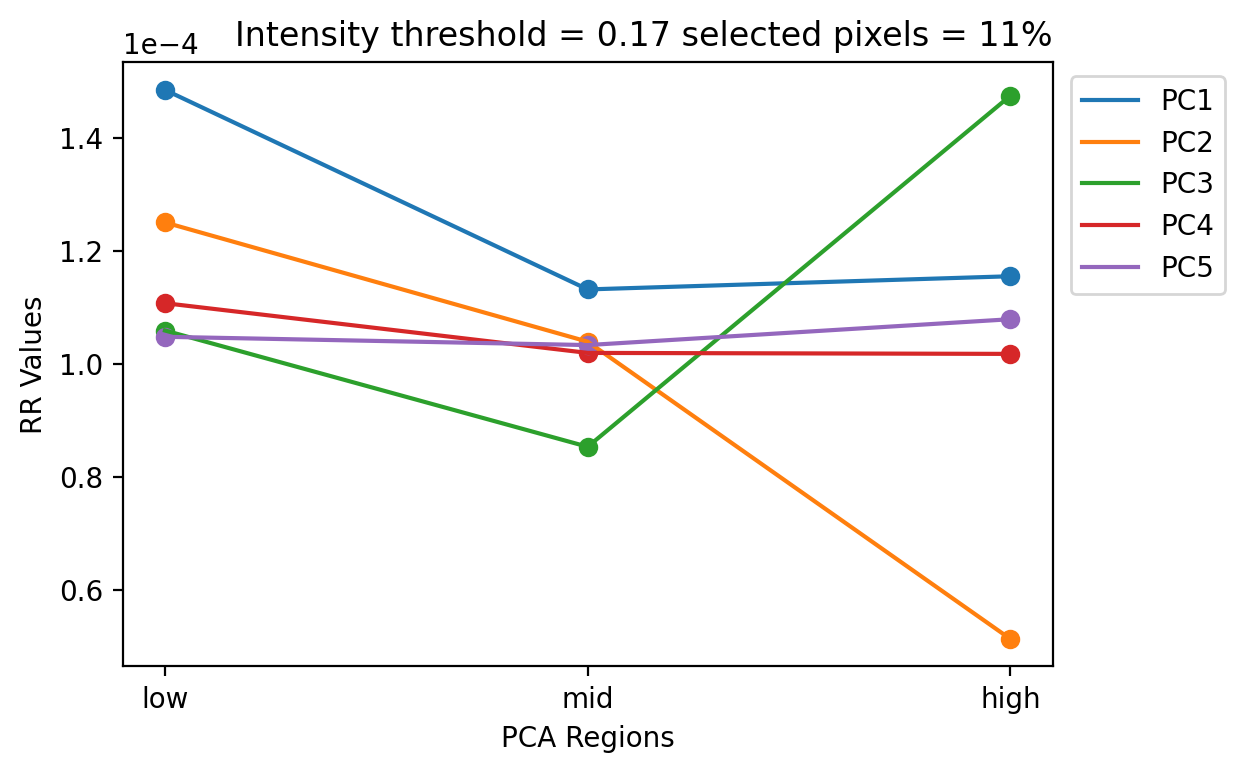 1e−4
Intensity threshold = 0.17 selected pixels = 11%
PC1
PC2
PC3
PC4
PC5
1.4
1.2
1.0
0.8
0.6
RR Values
low
mid
high
PCA Regions